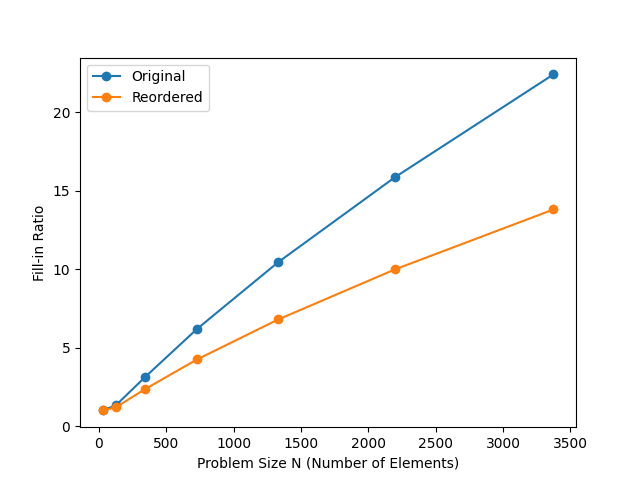 Original
Reordered
20
15
10
5
0
Fill-in Ratio
0 500 1000 1500 2000 2500 3000 3500
Problem Size N (Number of Elements)